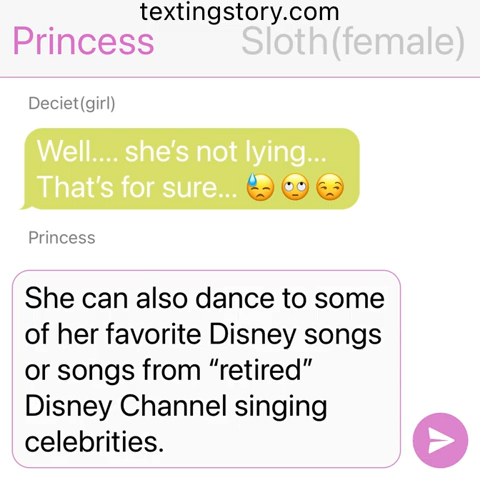 textingstory.com
Princess Sloth(female)
Deciet(girl)
Well.... she's not lying...
That's for sure... 😓 🙄 😒
Princess
She can also dance to some
of her favorite Disney songs
or songs from “retired”
Disney Channel singing
celebrities.